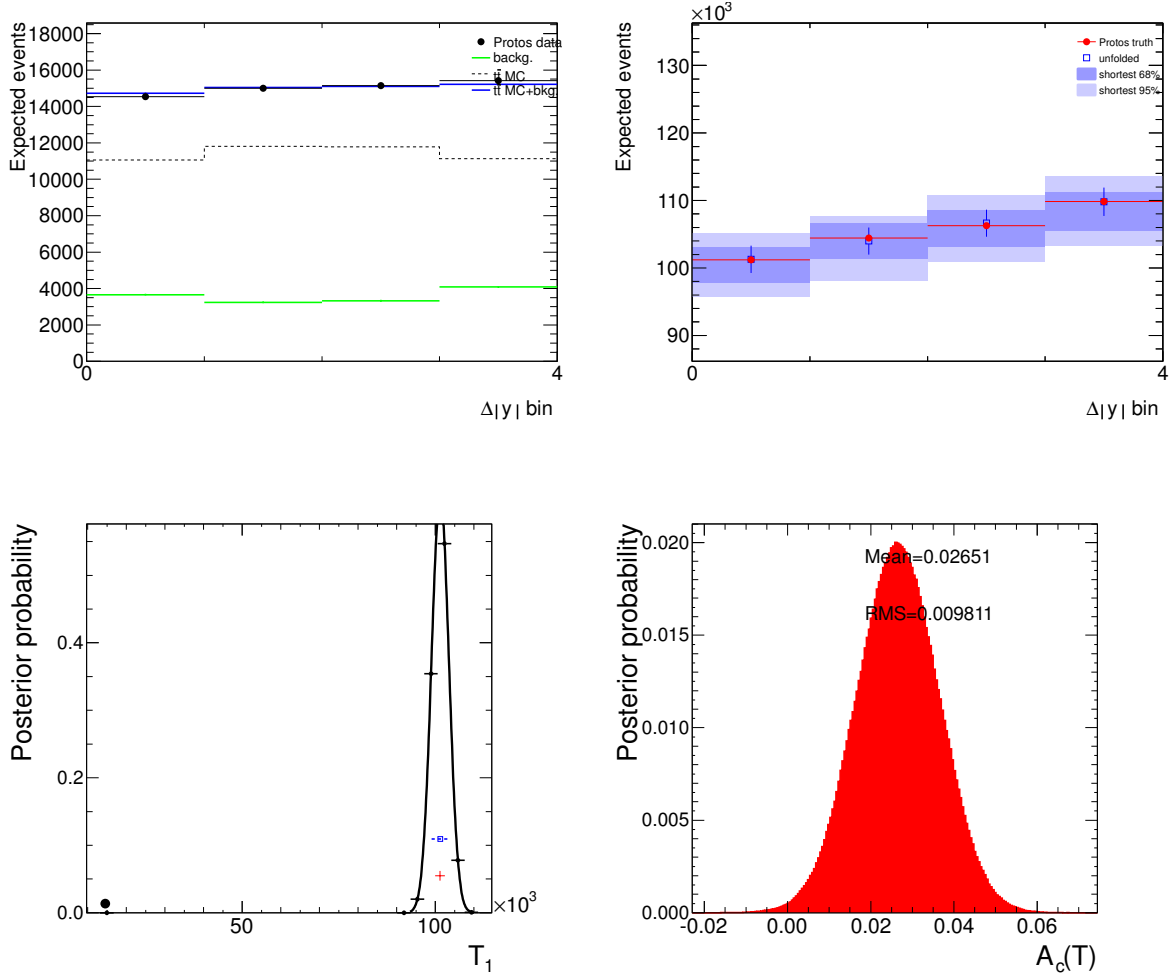 Expected events
18000
16000
14000
12000
10000
8000
6000
4000
2000
0
0
4
Δ|y| bin
Protos data
backg.
tt MC
tt MC+bkg
×10³
Expected events
130
120
110
100
90
0
4
Δ|y| bin
Protos truth
unfolded
shortest 68%
shortest 95%
Posterior probability
0.4
0.2
0.0
50
100
×10³
T₁
Posterior probability
0.020
0.015
0.010
0.005
0.000
-0.02
0.00
0.02
0.04
0.06
A_c(T)
Mean=0.02651
RMS=0.009811